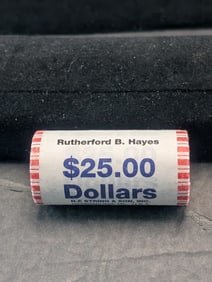 Rutherford B. Hayes
$25.00
Dollars
N.F. STRING & SON, INC.